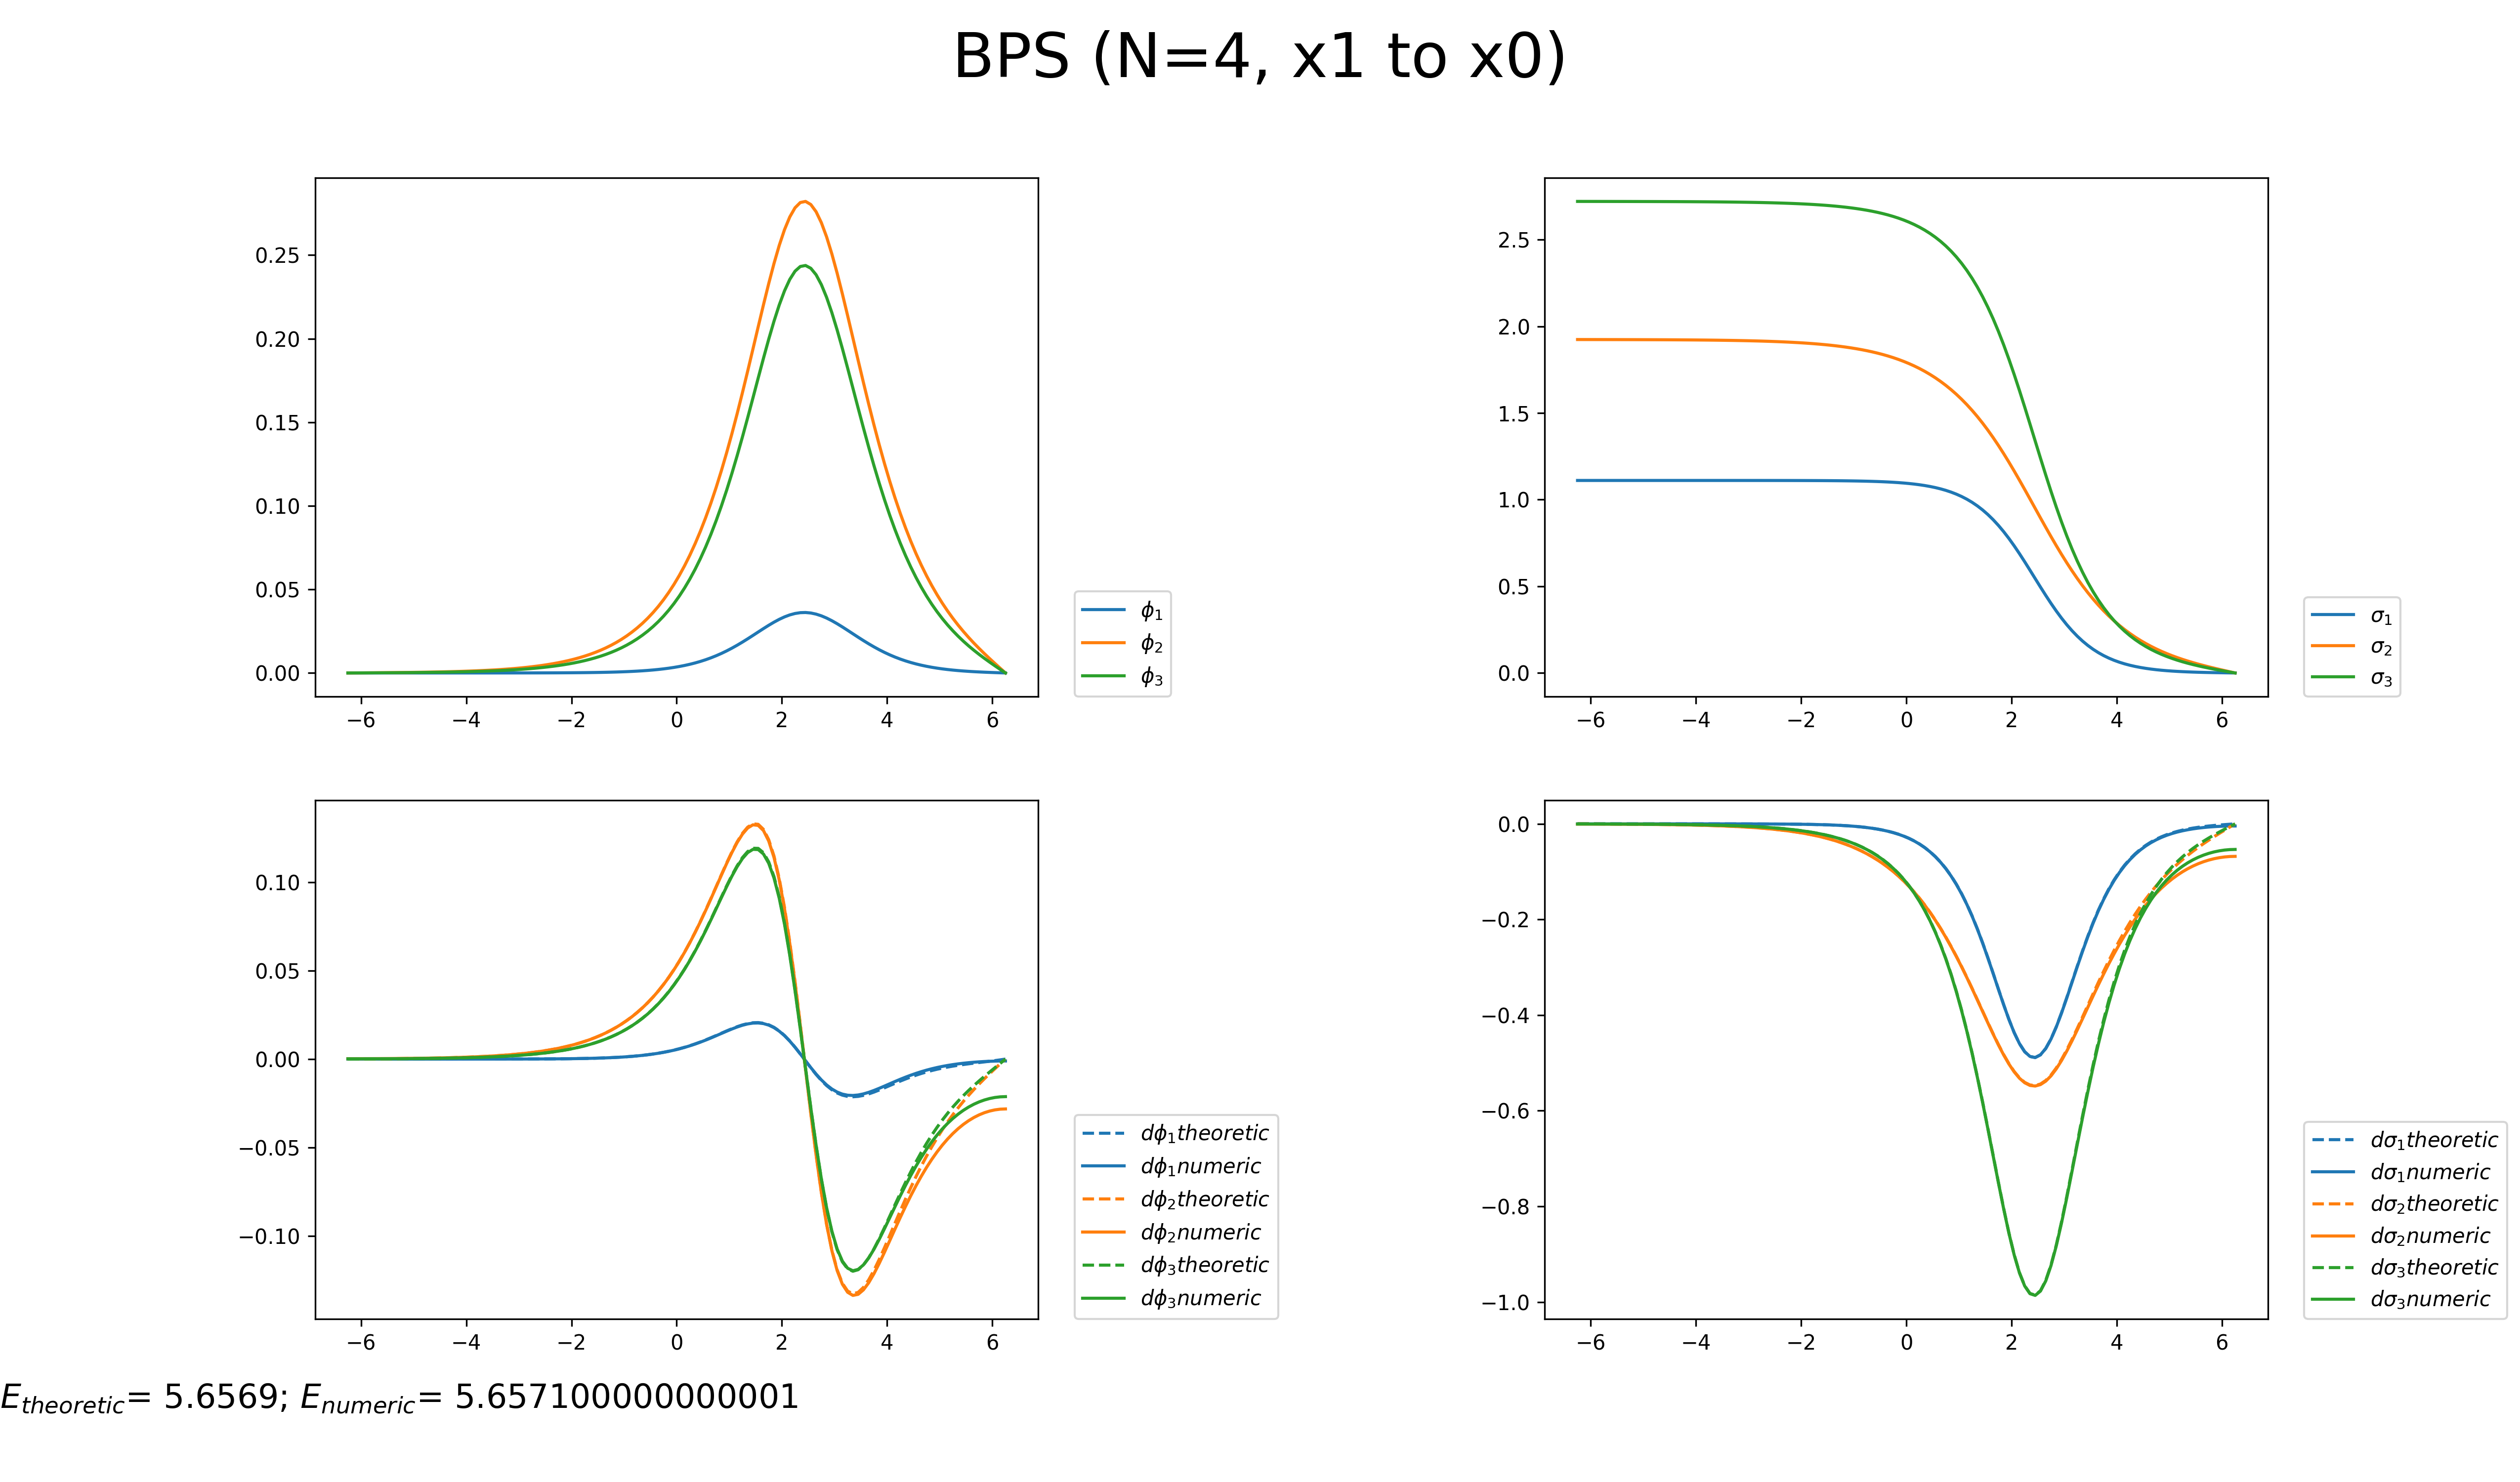 BPS (N=4, x1 to x0)
0.25
0.20
0.15
0.10
0.05
0.00
−6 −4 −2 0 2 4 6
ϕ₁
ϕ₂
ϕ₃
2.5
2.0
1.5
1.0
0.5
0.0
−6 −4 −2 0 2 4 6
σ₁
σ₂
σ₃
0.10
0.05
0.00
−0.05
−0.10
−6 −4 −2 0 2 4 6
dϕ₁theoretic
dϕ₁numeric
dϕ₂theoretic
dϕ₂numeric
dϕ₃theoretic
dϕ₃numeric
0.0
−0.2
−0.4
−0.6
−0.8
−1.0
−6 −4 −2 0 2 4 6
dσ₁theoretic
dσ₁numeric
dσ₂theoretic
dσ₂numeric
dσ₃theoretic
dσ₃numeric
E_theoretic= 5.6569; E_numeric= 5.657100000000001